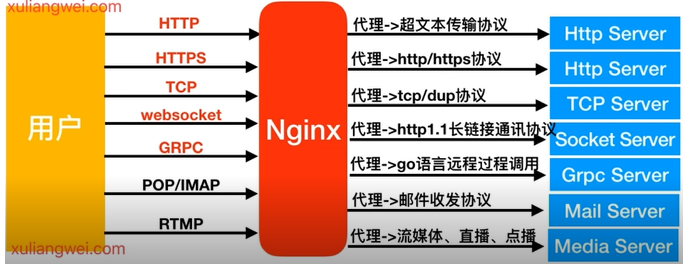 xuliangwei.com
用户
HTTP
HTTPS
TCP
websocket
GRPC
POP/IMAP
RTMP
Nginx
代理->超文本传输协议
Http Server
代理->http/https协议
Http Server
代理->tcp/dup协议
TCP Server
代理->http1.1长链接通讯协议
Socket Server
代理->go语言远程过程调用
Grpc Server
代理->邮件收发协议
Mail Server
代理->流媒体、直播、点播
Media Server
xuliangwei.com